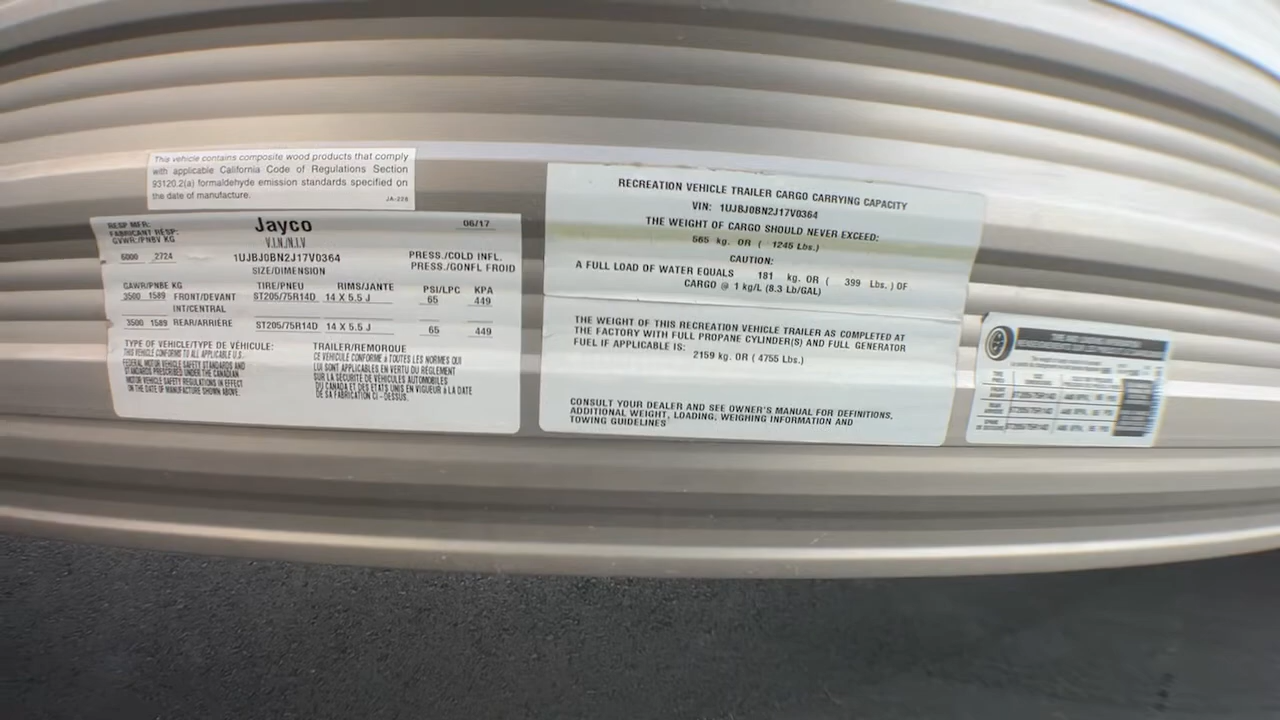 This vehicle contains composite wood products that comply
with applicable California Code of Regulations Section
93120.2(a) formaldehyde emission standards specified on
the date of manufacture. JA-228
RESP MFR: Jayco 06/17
FABRICANT RESP:
GVWR:/PNBV KG V.I.N./N.I.V
6000 2724 1UJBJ0BN2J17V0364 PRESS./COLD INFL.
SIZE/DIMENSION PRESS./GONFL FROID
GAWR/PNBE KG TIRE/PNEU RIMS/JANTE PSI/LPC KPA
3500 1589 FRONT/DEVANT ST205/75R14D 14 X 5.5 J 65 449
INT/CENTRAL
3500 1589 REAR/ARRIÈRE ST205/75R14D 14 X 5.5 J 65 449
TYPE OF VEHICLE/TYPE DE VÉHICULE: TRAILER/REMORQUE
THIS VEHICLE CONFORMS TO ALL APPLICABLE U.S. CE VÉHICULE CONFORME à TOUTES LES NORMES QUI
FEDERAL MOTOR VEHICLE SAFETY STANDARDS AND LUI SONT APPLICABLES EN VERTU DU RÈGLEMENT
STANDARDS PRESCRIBED UNDER THE CANADIAN SUR LA SÉCURITÉ DE VÉHICULES AUTOMOBILES
MOTOR VEHICLE SAFETY REGULATIONS IN EFFECT DU CANADA ET DES ETATS UNIS EN VIGUEUR à LA DATE
ON THE DATE OF MANUFACTURE SHOWN ABOVE. DE SA FABRICATION CI - DESSUS.
RECREATION VEHICLE TRAILER CARGO CARRYING CAPACITY
VIN: 1UJBJ0BN2J17V0364
THE WEIGHT OF CARGO SHOULD NEVER EXCEED:
565 kg. OR ( 1245 Lbs.)
CAUTION:
A FULL LOAD OF WATER EQUALS 181 kg. OR ( 399 Lbs. ) OF
CARGO @ 1 kg/L (8.3 Lb/GAL)
THE WEIGHT OF THIS RECREATION VEHICLE TRAILER AS COMPLETED AT
THE FACTORY WITH FULL PROPANE CYLINDER(S) AND FULL GENERATOR
FUEL IF APPLICABLE IS: 2159 kg. OR ( 4755 Lbs.)
CONSULT YOUR DEALER AND SEE OWNER'S MANUAL FOR DEFINITIONS,
ADDITIONAL WEIGHT, LOADING, WEIGHING INFORMATION AND
TOWING GUIDELINES